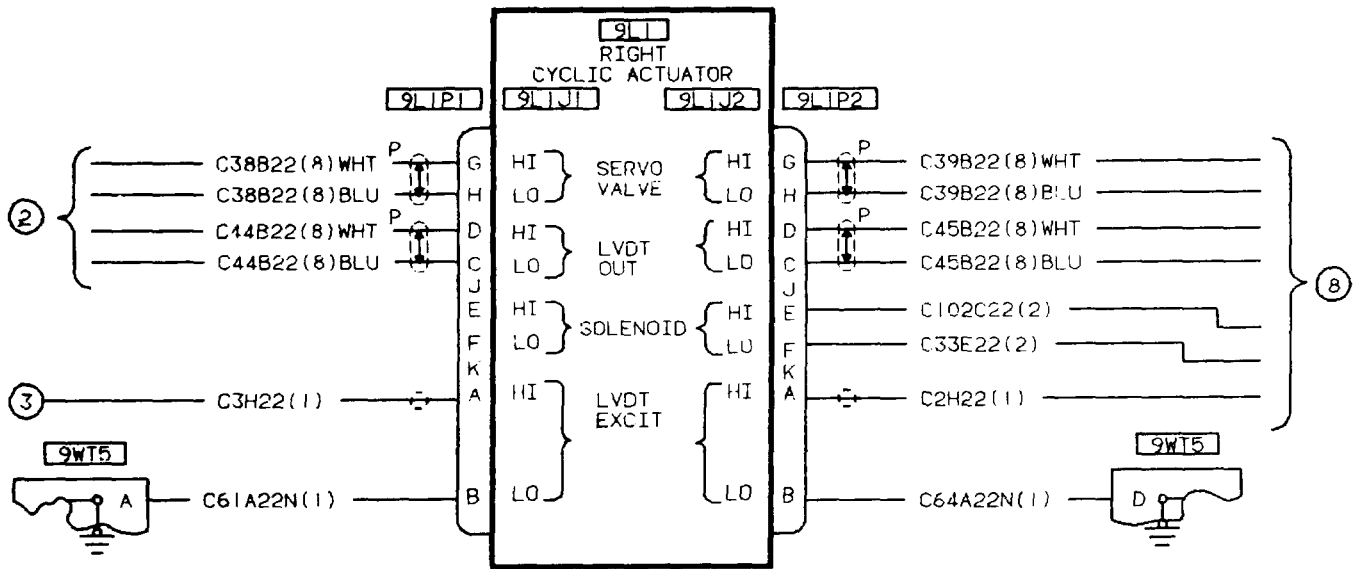 9L1
RIGHT
CYCLIC ACTUATOR
9L1P1 9L1J1 9L1J2 9L1P2
C38B22(8)WHT P G HI SERVO HI G P C39B22(8)WHT
C38B22(8)BLU H LO VALVE LO H C39B22(8)BLU
2
C44B22(8)WHT P D HI LVDT HI D P C45B22(8)WHT
C44B22(8)BLU C LO OUT LO C C45B22(8)BLU
J J
8
E HI SOLENOID HI E C102C22(2)
F LO LO F C33E22(2)
K K
3 C3H22(1) A HI LVDT HI A C2H22(1)
EXCIT
9WT5 9WT5
A C61A22N(1) B LO LO B C64A22N(1) D